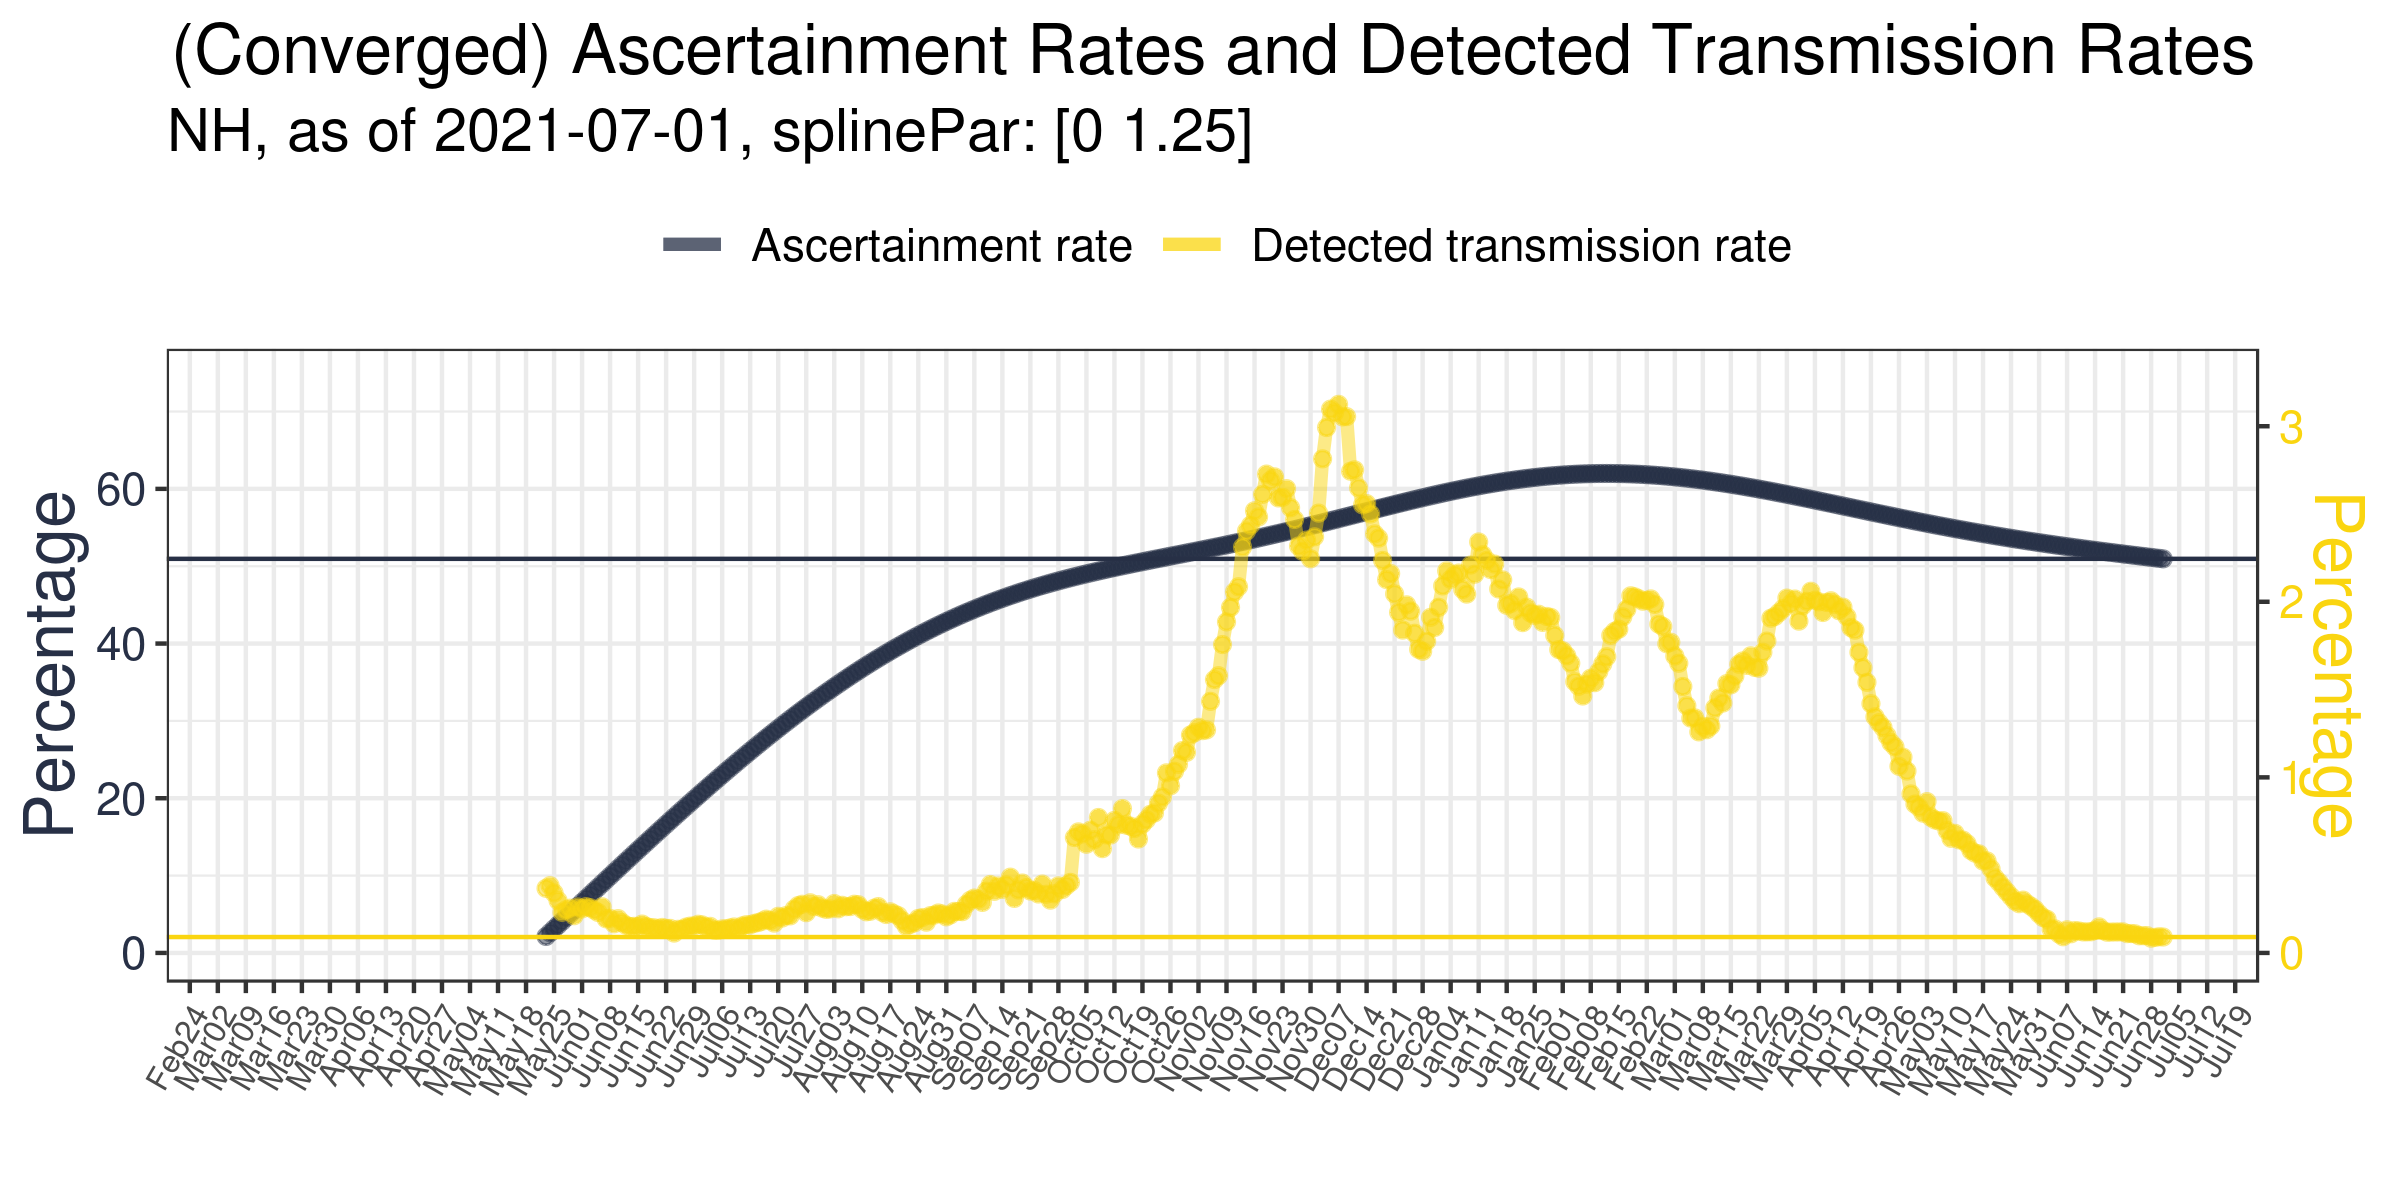 (Converged) Ascertainment Rates and Detected Transmission Rates
NH, as of 2021-07-01, splinePar: [0 1.25]
Ascertainment rate
Detected transmission rate
Percentage
60
40
20
0
3
2
1
0
Percentage
Feb24
Mar02
Mar09
Mar16
Mar23
Mar30
Apr06
Apr13
Apr20
Apr27
May04
May11
May18
May25
Jun01
Jun08
Jun15
Jun22
Jun29
Jul06
Jul13
Jul20
Jul27
Aug03
Aug10
Aug17
Aug24
Aug31
Sep07
Sep14
Sep21
Sep28
Oct05
Oct12
Oct19
Oct26
Nov02
Nov09
Nov16
Nov23
Nov30
Dec07
Dec14
Dec21
Dec28
Jan04
Jan11
Jan18
Jan25
Feb01
Feb08
Feb15
Feb22
Mar01
Mar08
Mar15
Mar22
Mar29
Apr05
Apr12
Apr19
Apr26
May03
May10
May17
May24
May31
Jun07
Jun14
Jun21
Jun28
Jul05
Jul12
Jul19